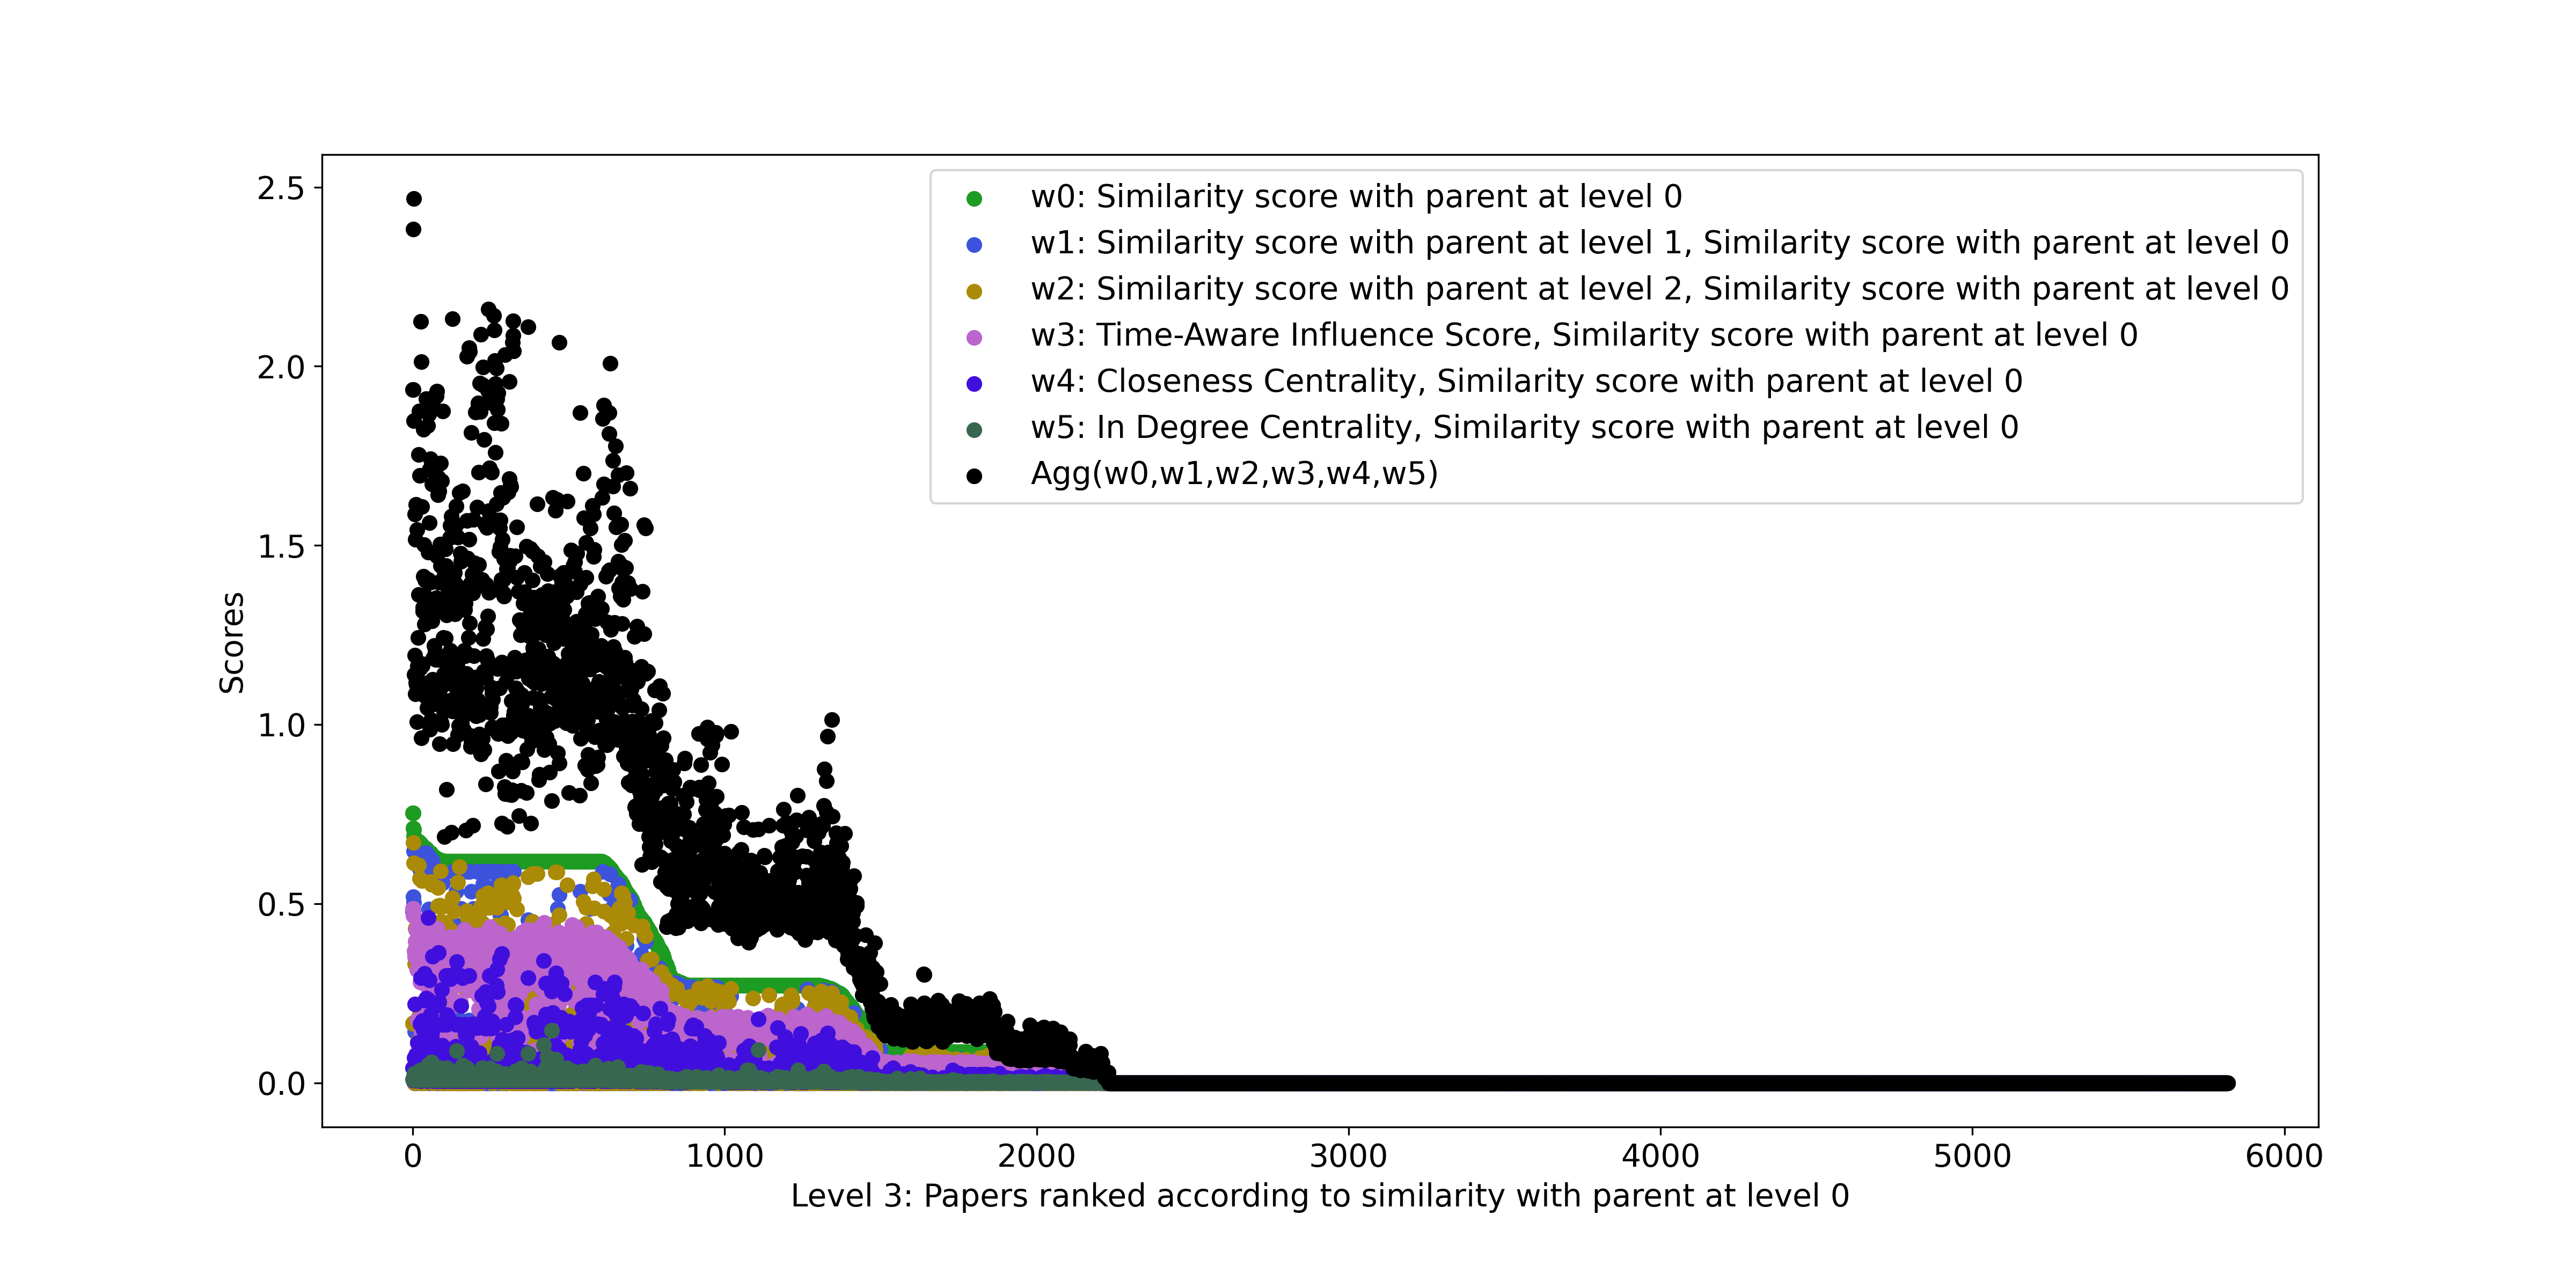 2.5
2.0
1.5
1.0
0.5
0.0
Scores
w0: Similarity score with parent at level 0
w1: Similarity score with parent at level 1, Similarity score with parent at level 0
w2: Similarity score with parent at level 2, Similarity score with parent at level 0
w3: Time-Aware Influence Score, Similarity score with parent at level 0
w4: Closeness Centrality, Similarity score with parent at level 0
w5: In Degree Centrality, Similarity score with parent at level 0
Agg(w0,w1,w2,w3,w4,w5)
0 1000 2000 3000 4000 5000 6000
Level 3: Papers ranked according to similarity with parent at level 0